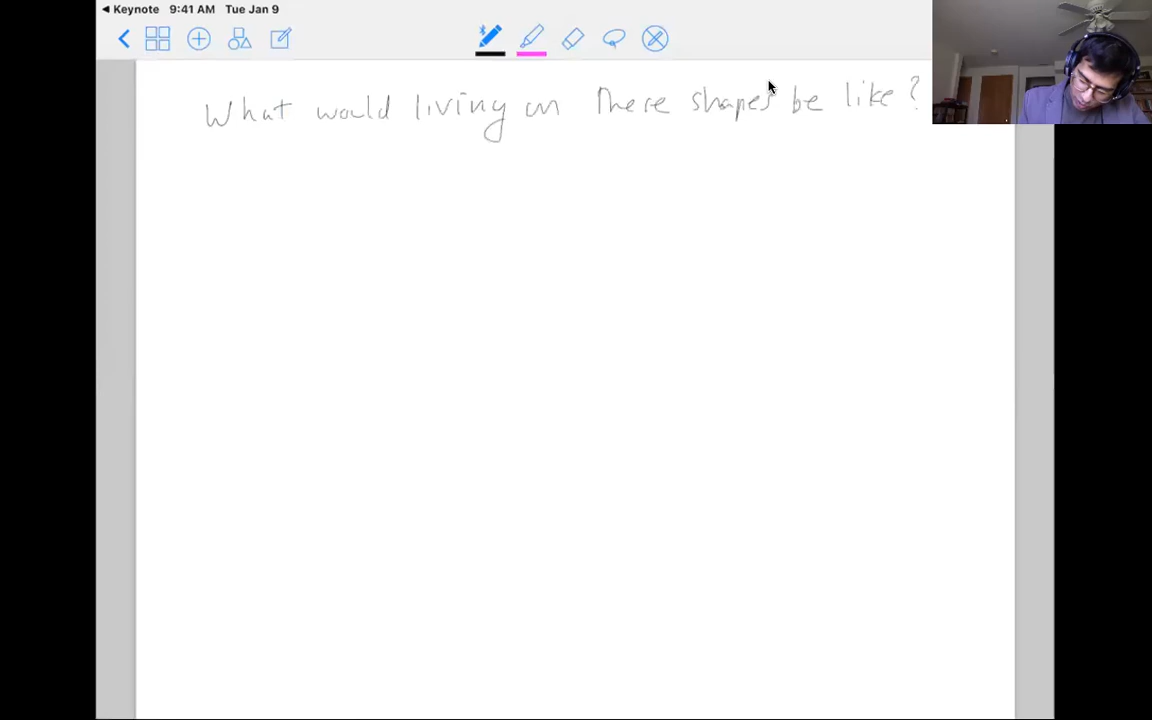 Keynote 9:41 AM Tue Jan 9
What would living on these shapes be like?